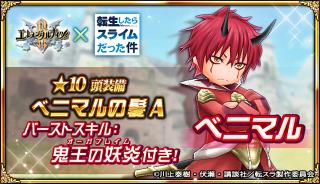 エレメンタルナイツ
×
転生したら
スライム
だった件
★10 頭装備
ベニマルの髪A
バーストスキル:
オーガフレイム
鬼王の妖炎付き!
ベニマル
©川上泰樹・伏瀬・講談社/転スラ製作委員会